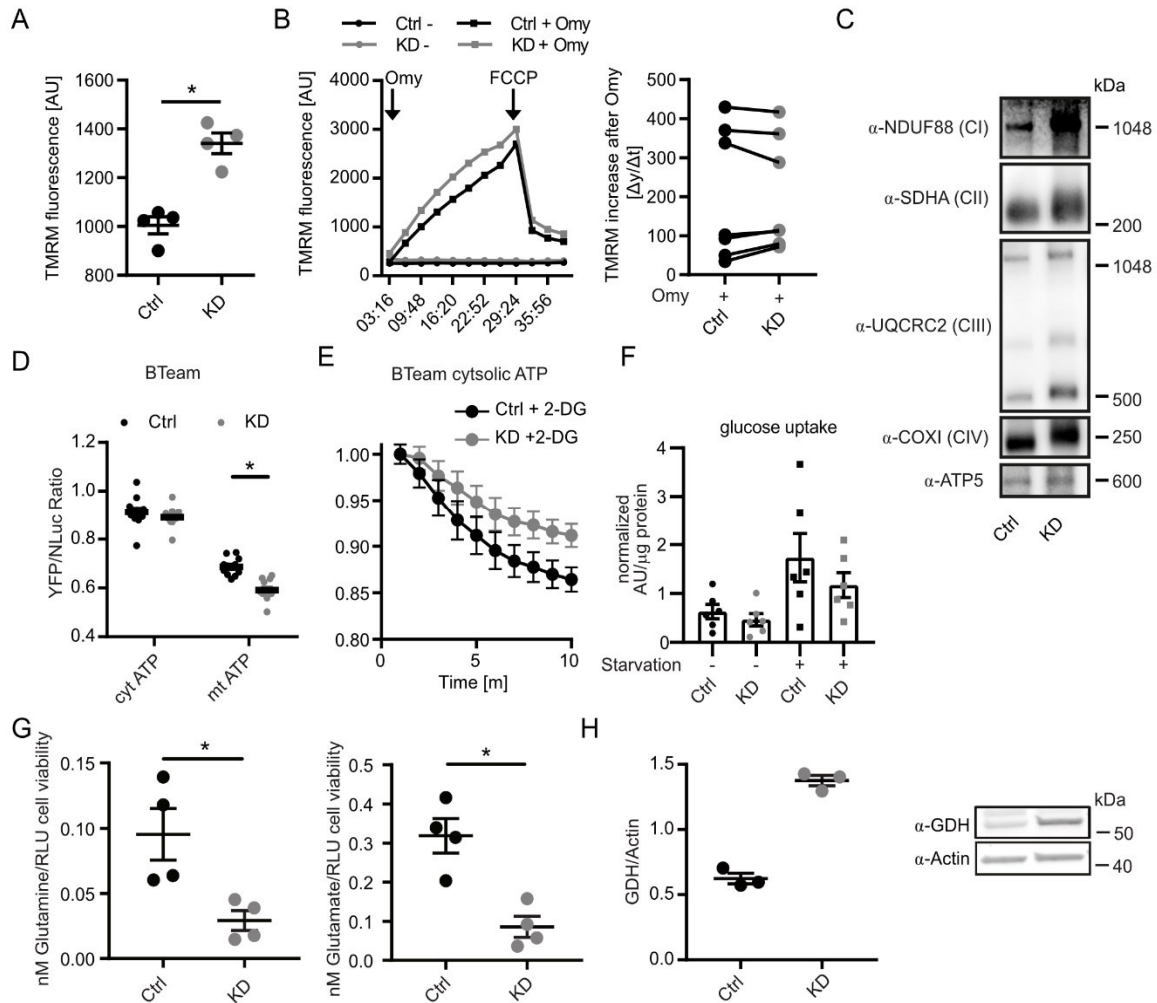 A
TMRM fluorescence [AU]
1600
1400
1200
1000
800
*
Ctrl
KD
B
Ctrl -
Ctrl + Omy
KD -
KD + Omy
TMRM fluorescence [AU]
4000
3000
2000
1000
0
Omy
FCCP
03:16
09:48
16:20
22:52
29:24
35:56
TMRM increase after Omy
[Δy/Δt]
500
400
300
200
100
0
Omy + +
Ctrl
KD
C
kDa
α-NDUF88 (CI)
1048
α-SDHA (CII)
200
1048
α-UQCRC2 (CIII)
500
α-COXI (CIV)
250
α-ATP5
600
Ctrl
KD
D
BTeam
Ctrl
KD
YFP/NLuc Ratio
1.2
1.0
0.8
0.6
0.4
*
cyt ATP
mt ATP
E
BTeam cytsolic ATP
Ctrl + 2-DG
KD +2-DG
1.00
0.95
0.90
0.85
0.80
0
5
10
Time [m]
F
glucose uptake
normalized
AU/μg protein
4
3
2
1
0
Starvation - - + +
Ctrl
KD
Ctrl
KD
G
nM Glutamine/RLU cell viability
0.15
0.10
0.05
0.00
*
Ctrl
KD
nM Glutamate/RLU cell viability
0.5
0.4
0.3
0.2
0.1
0.0
*
Ctrl
KD
H
GDH/Actin
1.5
1.0
0.5
0.0
Ctrl
KD
kDa
α-GDH
50
α-Actin
40